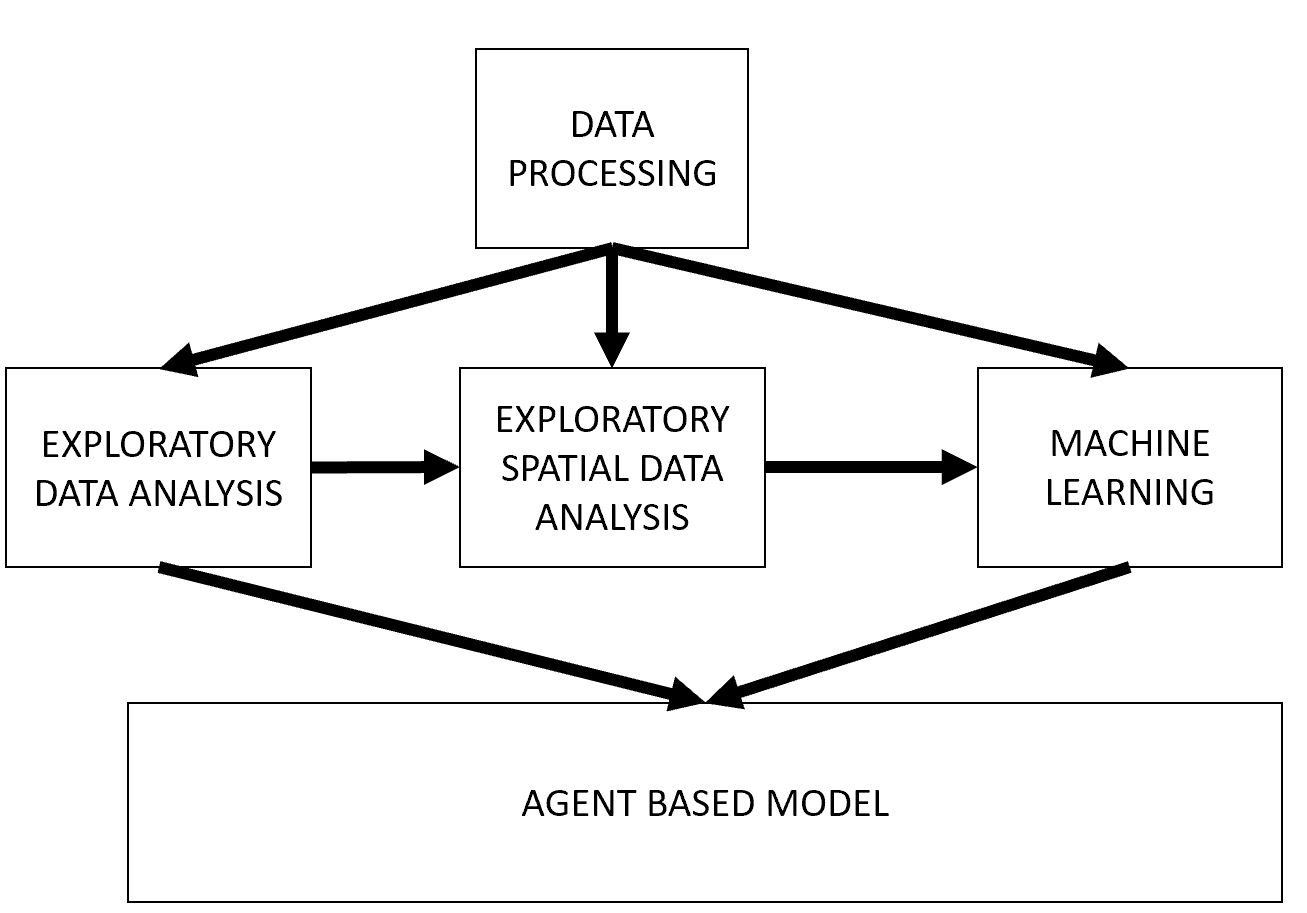 DATA
PROCESSING
EXPLORATORY
DATA ANALYSIS
EXPLORATORY
SPATIAL DATA
ANALYSIS
MACHINE
LEARNING
AGENT BASED MODEL